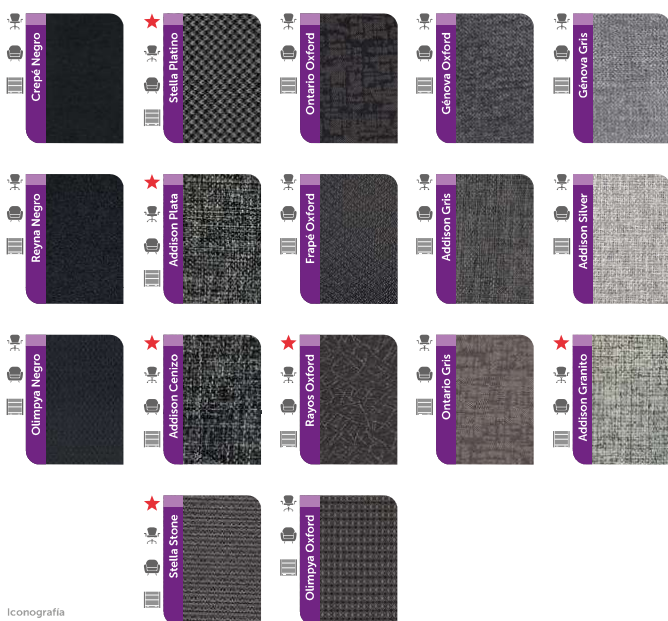 Crepé Negro
Stella Platino
Ontario Oxford
Génova Oxford
Génova Gris
Reyna Negro
Addison Plata
Frapé Oxford
Addison Gris
Addison Silver
Olimpya Negro
Addison Cenizo
Rayos Oxford
Ontario Gris
Addison Granito
Stella Stone
Olimpya Oxford
Iconografía